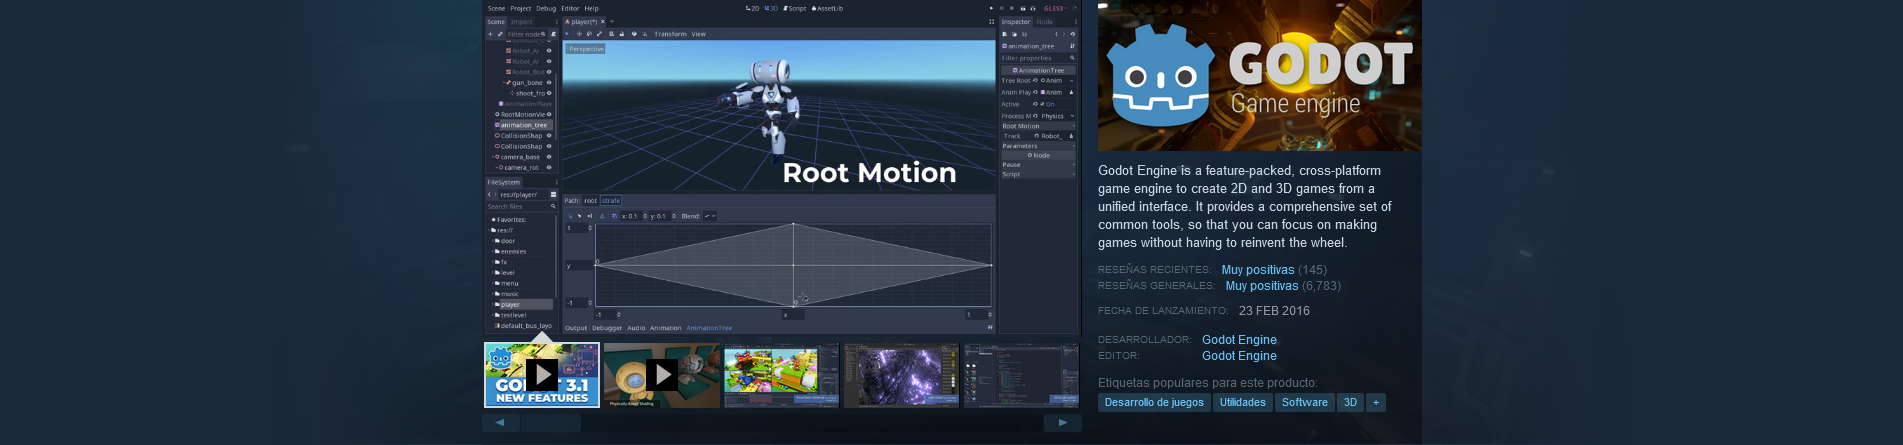 Scene Project Debug Editor Help
2D 3D Script AssetLib
GLES3
Scene Import
player(*)
Inspector Node
Filter node
Transform View
Perspective
animation_tree
Filter properties
Robot_Ar
Robot_Ar
Robot_Bod
gun_bone
shoot_fro
AnimationPlaye
RootMotionVie
animation_tree
CollisionShap
CollisionShap
camera_base
camera_rot
AnimationTree
Tree Root Anim
Anim Play Anim
Active On
Process M Physics
Root Motion
Track Robot_
Parameters
Node
Pause
Script
Root Motion
FileSystem
res://player/
Search files
Favorites:
res://
door
enemies
fx
level
menu
music
player
testlevel
default_bus_layo
Path: root strafe
x: 0.1 y: 0.1 Blend:
1
0
y
-1
0
-1 x 1
Output Debugger Audio Animation AnimationTree
GODOT 3.1
NEW FEATURES
Physically Based Shading
GODOT
Game engine
Godot Engine is a feature-packed, cross-platform
game engine to create 2D and 3D games from a
unified interface. It provides a comprehensive set of
common tools, so that you can focus on making
games without having to reinvent the wheel.
RESEÑAS RECIENTES: Muy positivas (145)
RESEÑAS GENERALES: Muy positivas (6,783)
FECHA DE LANZAMIENTO: 23 FEB 2016
DESARROLLADOR: Godot Engine
EDITOR: Godot Engine
Etiquetas populares para este producto:
Desarrollo de juegos Utilidades Software 3D +